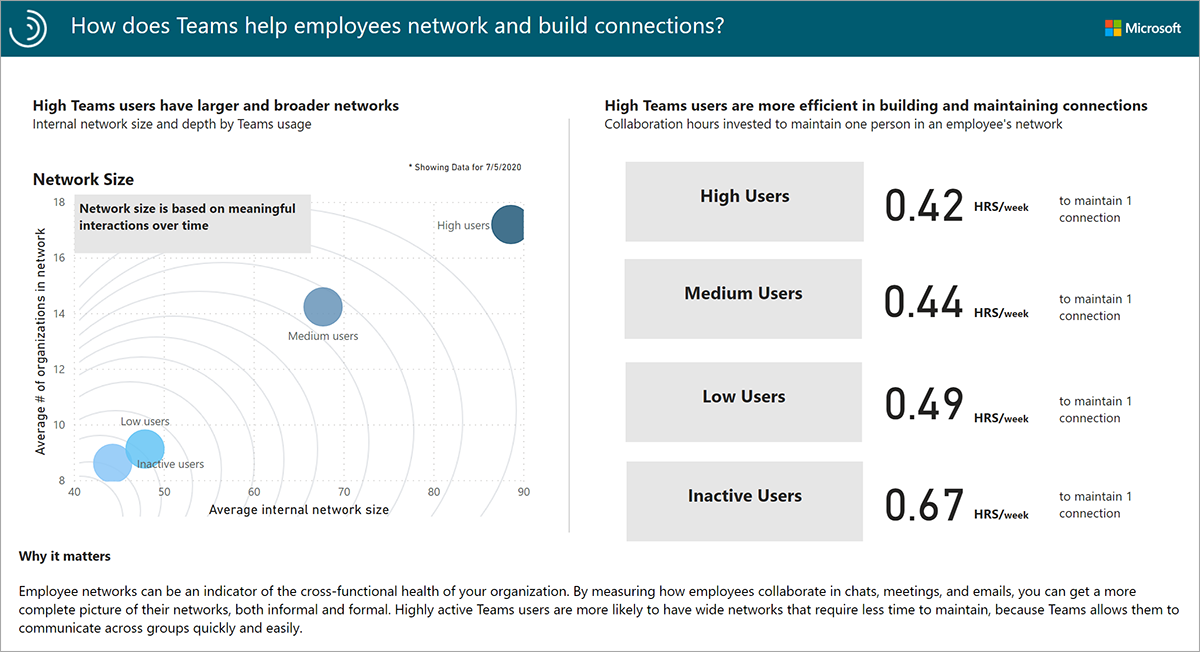 How does Teams help employees network and build connections?
Microsoft
High Teams users have larger and broader networks
Internal network size and depth by Teams usage
* Showing Data for 7/5/2020
Network Size
Network size is based on meaningful
interactions over time
Average # of organizations in network
18
16
14
12
10
8
High users
Medium users
Low users
Inactive users
40 50 60 70 80 90
Average internal network size
High Teams users are more efficient in building and maintaining connections
Collaboration hours invested to maintain one person in an employee's network
High Users 0.42 HRS/week to maintain 1
connection
Medium Users 0.44 HRS/week to maintain 1
connection
Low Users 0.49 HRS/week to maintain 1
connection
Inactive Users 0.67 HRS/week to maintain 1
connection
Why it matters
Employee networks can be an indicator of the cross-functional health of your organization. By measuring how employees collaborate in chats, meetings, and emails, you can get a more
complete picture of their networks, both informal and formal. Highly active Teams users are more likely to have wide networks that require less time to maintain, because Teams allows them to
communicate across groups quickly and easily.